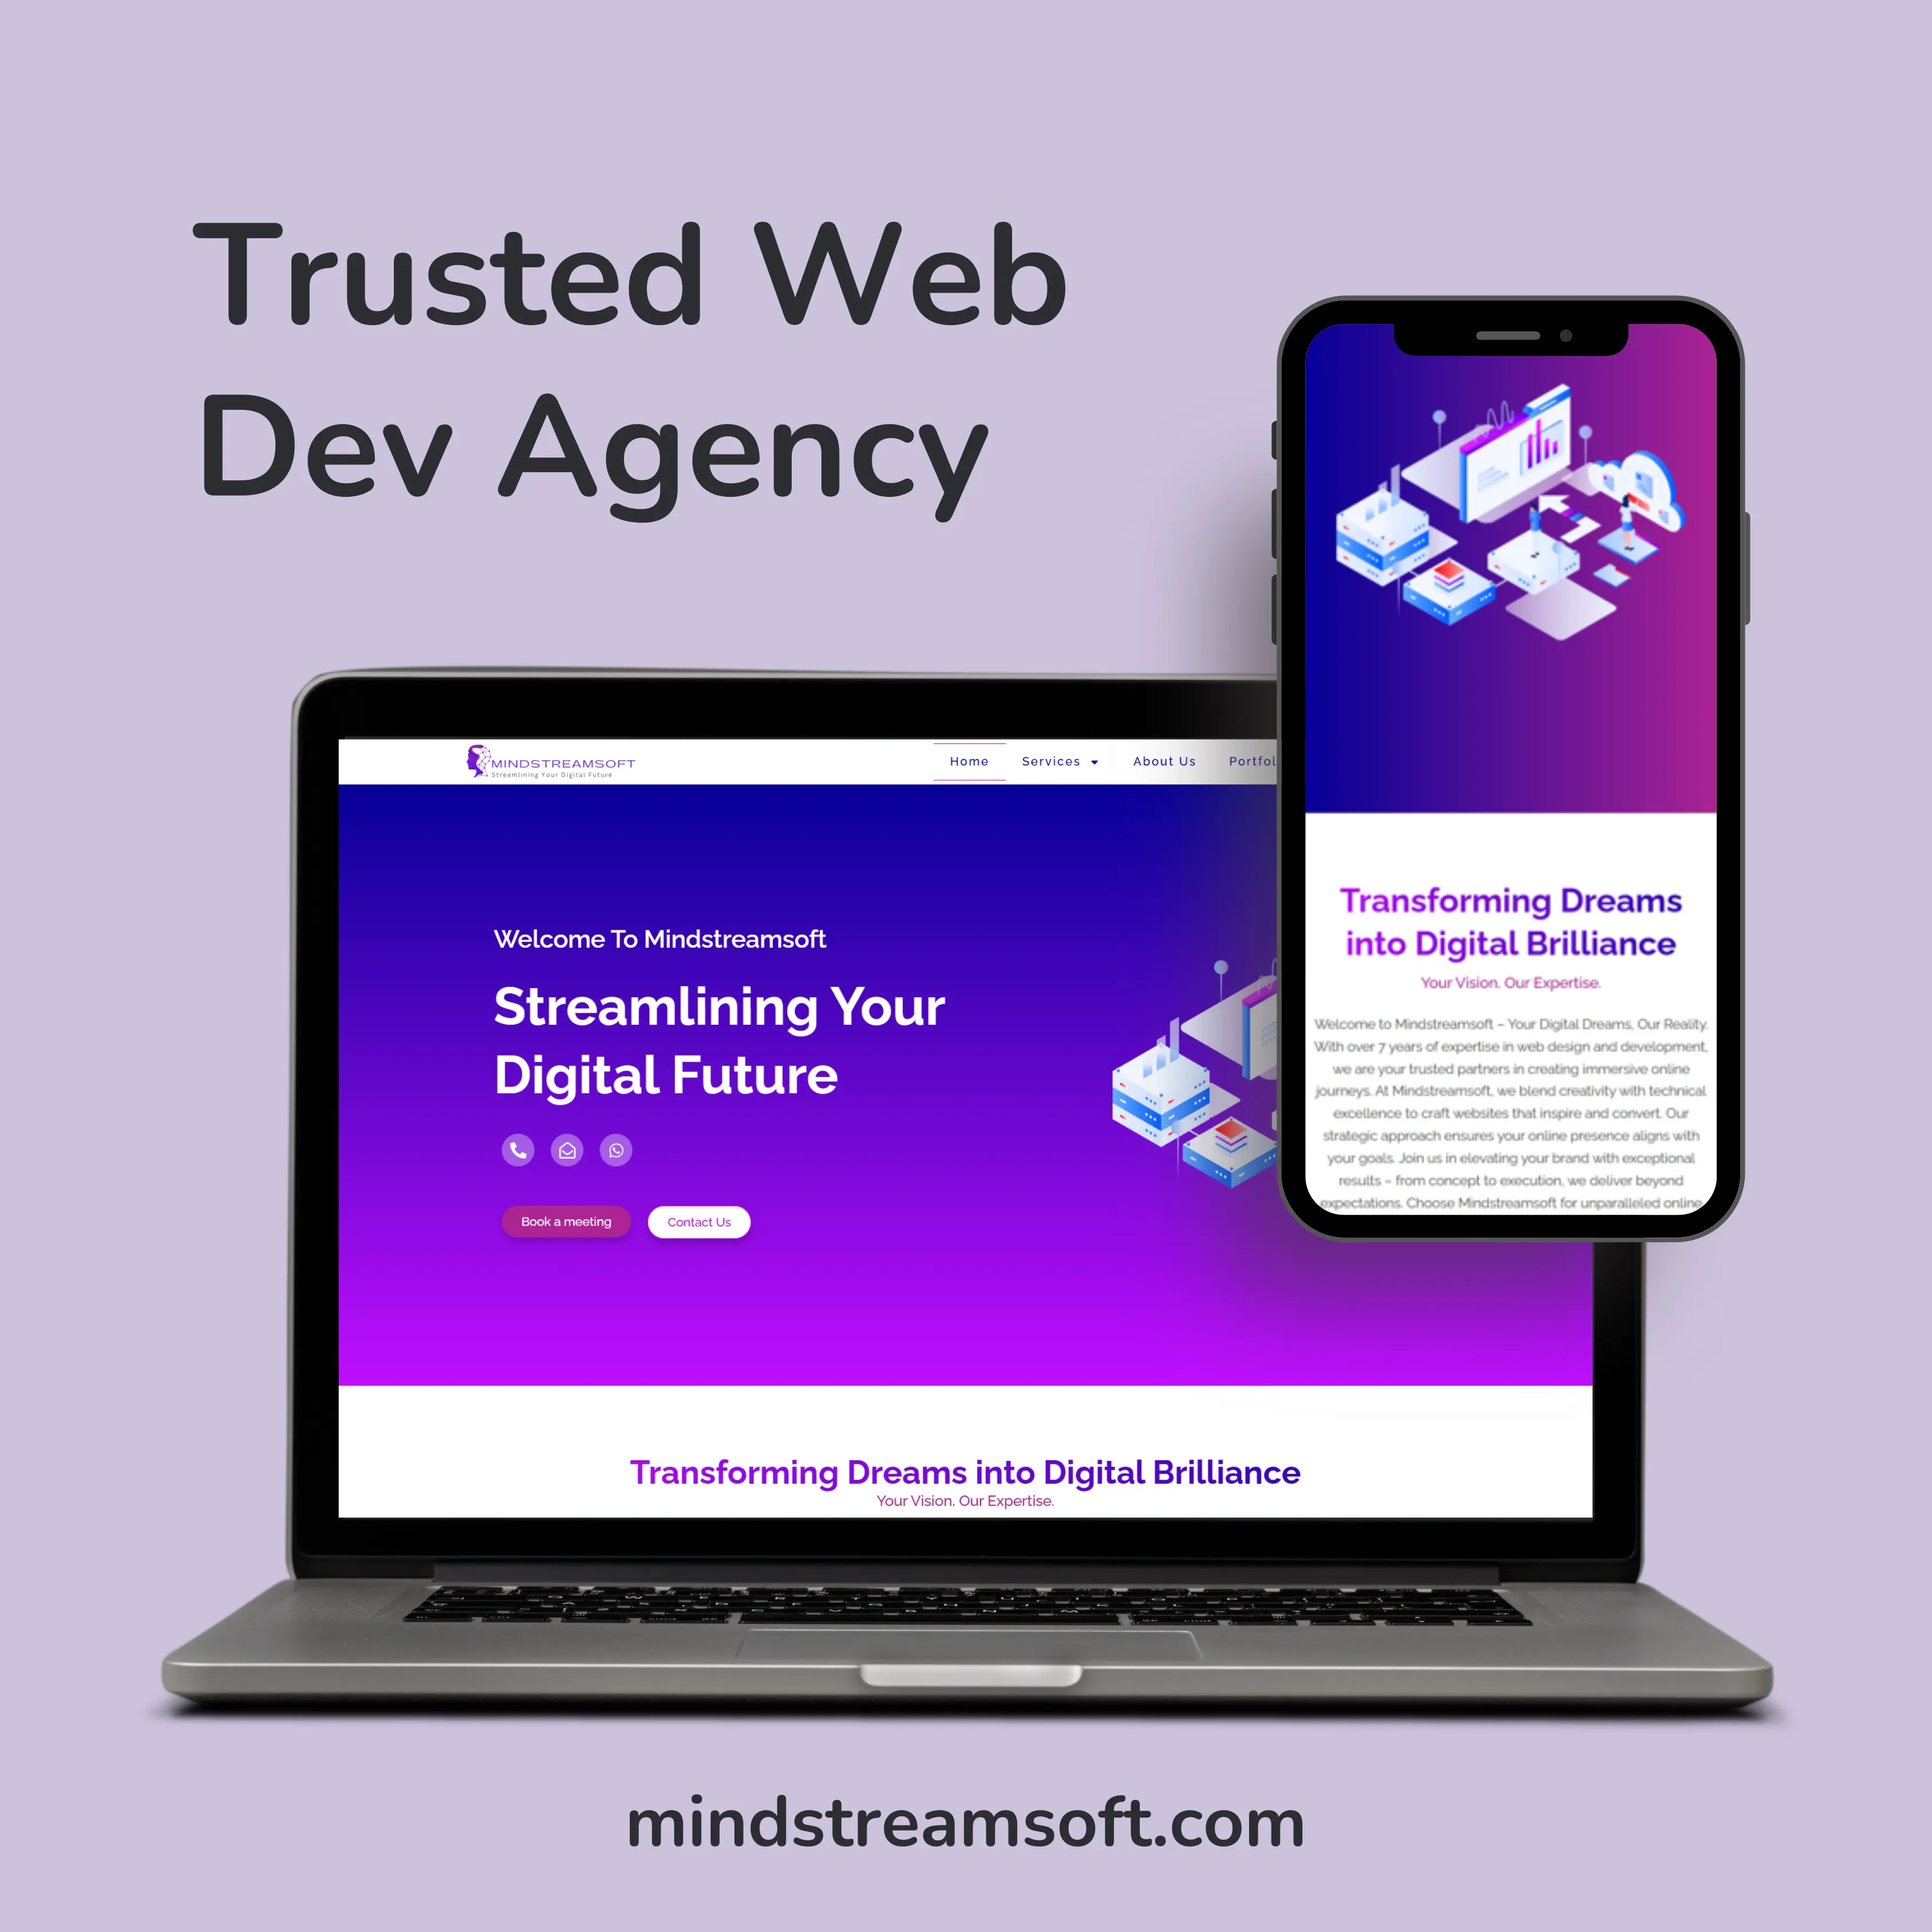 Trusted Web
Dev Agency
MINDSTREAMSOFT
Streamlining Your Digital Future
Home
Services
About Us
Portfol
Welcome To Mindstreamsoft
Streamlining Your
Digital Future
Book a meeting
Contact Us
Transforming Dreams into Digital Brilliance
Your Vision, Our Expertise.
Transforming Dreams
into Digital Brilliance
Your Vision. Our Expertise.
Welcome to Mindstreamsoft – Your Digital Dreams, Our Reality.
With over 7 years of expertise in web design and development,
we are your trusted partners in creating immersive online
journeys. At Mindstreamsoft, we blend creativity with technical
excellence to craft websites that inspire and convert. Our
strategic approach ensures your online presence aligns with
your goals. Join us in elevating your brand with exceptional
results – from concept to execution, we deliver beyond
expectations. Choose Mindstreamsoft for unparalleled online
mindstreamsoft.com